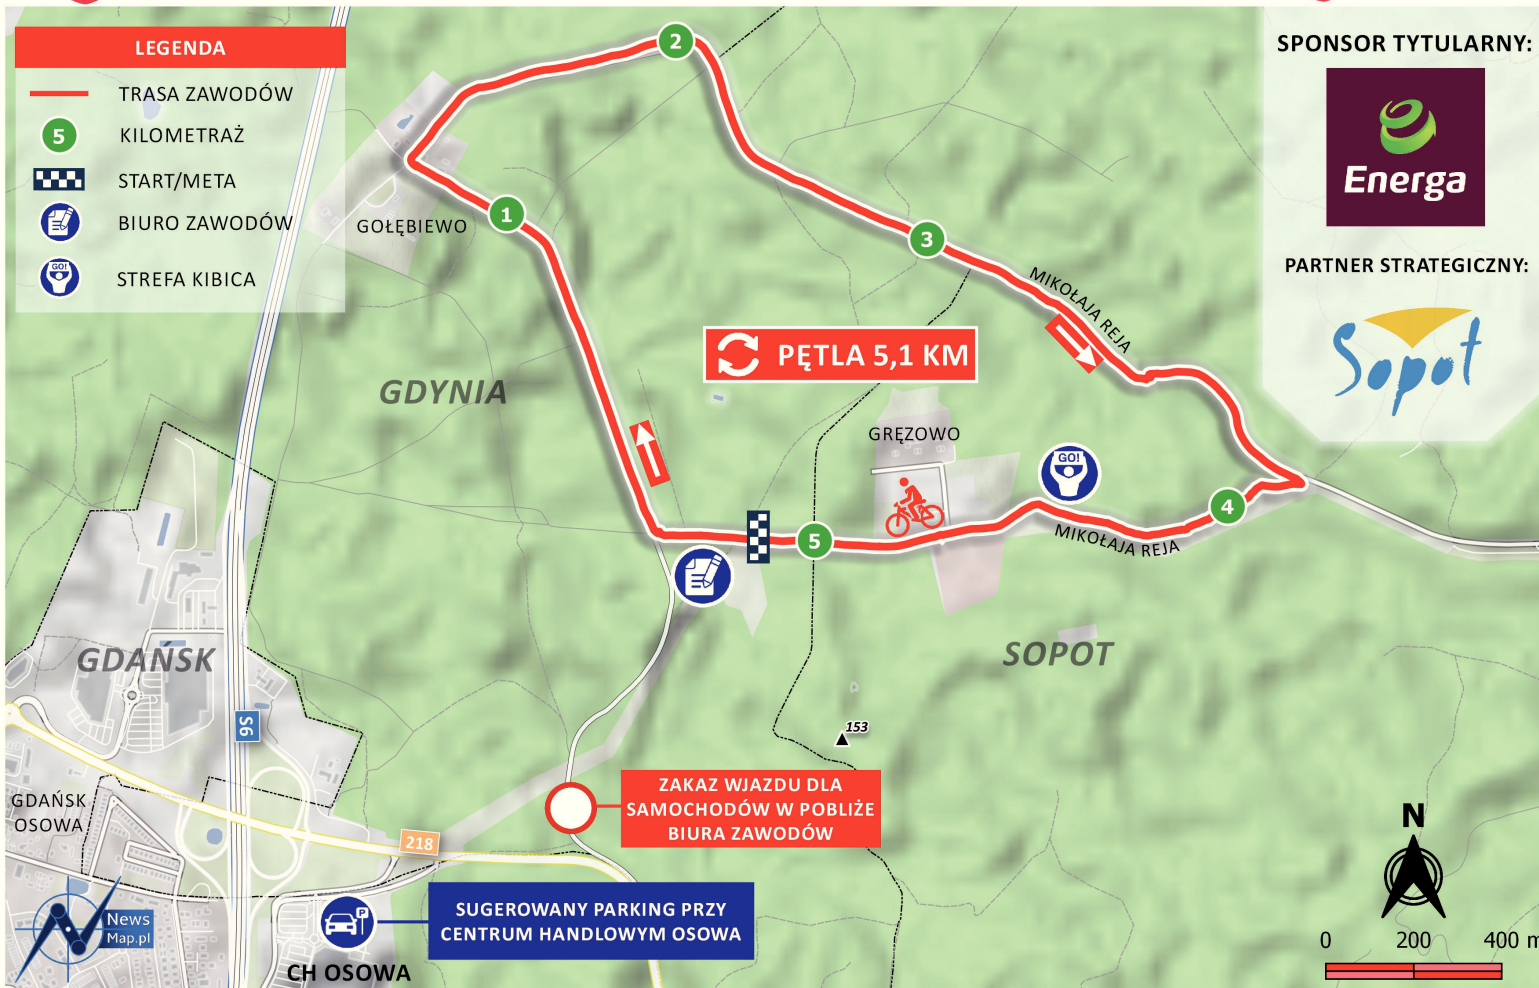 LEGENDA
TRASA ZAWODÓW
5
KILOMETRAŻ
START/META
BIURO ZAWODÓW
GO!
STREFA KIBICA
SPONSOR TYTULARNY:
Energa
PARTNER STRATEGICZNY:
Sopot
2
1
GOŁĘBIEWO
3
MIKOŁAJA REJA
PĘTLA 5,1 KM
GDYNIA
GRĘZOWO
GO!
4
5
MIKOŁAJA REJA
GDAŃSK
SOPOT
S6
153
ZAKAZ WJAZDU DLA
SAMOCHODÓW W POBLIŻE
BIURA ZAWODÓW
GDAŃSK
OSOWA
218
N
SUGEROWANY PARKING PRZY
CENTRUM HANDLOWYM OSOWA
P
CH OSOWA
News
Map.pl
0 200 400 m